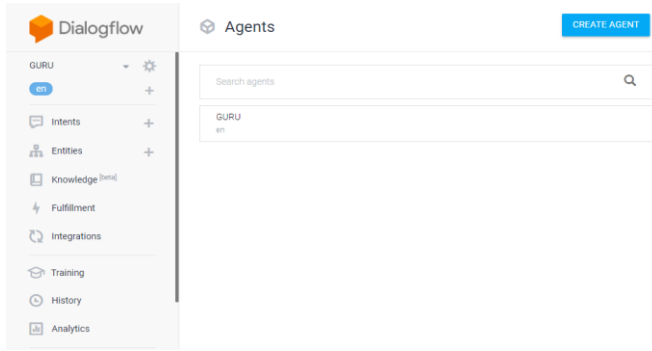 Dialogflow
GURU
en
Intents
Entities
Knowledge [beta]
Fulfillment
Integrations
Training
History
Analytics
Agents
CREATE AGENT
Search agents
GURU
en